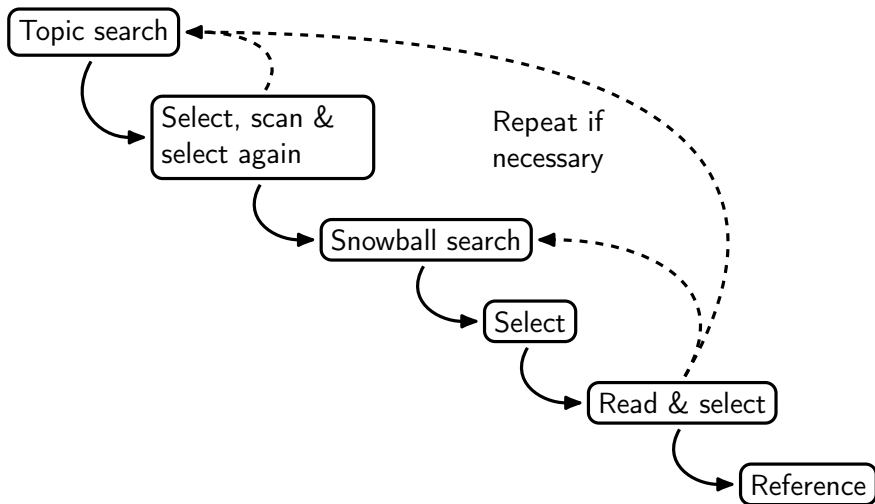 Topic search
Select, scan &
select again
Repeat if
necessary
Snowball search
Select
Read & select
Reference